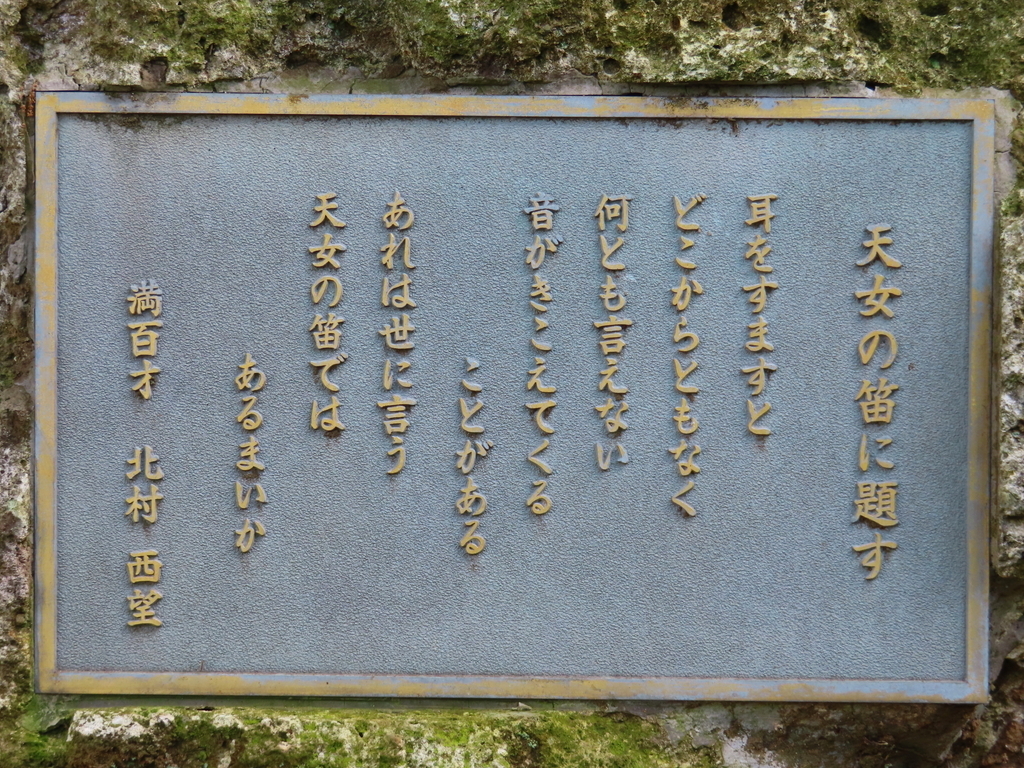 天女の笛に題す
耳をすますと
どこからともなく
何とも言えない
音がきこえてくる
ことがある
あれは世に言う
天女の笛では
あるまいか
満百才 北村 西望